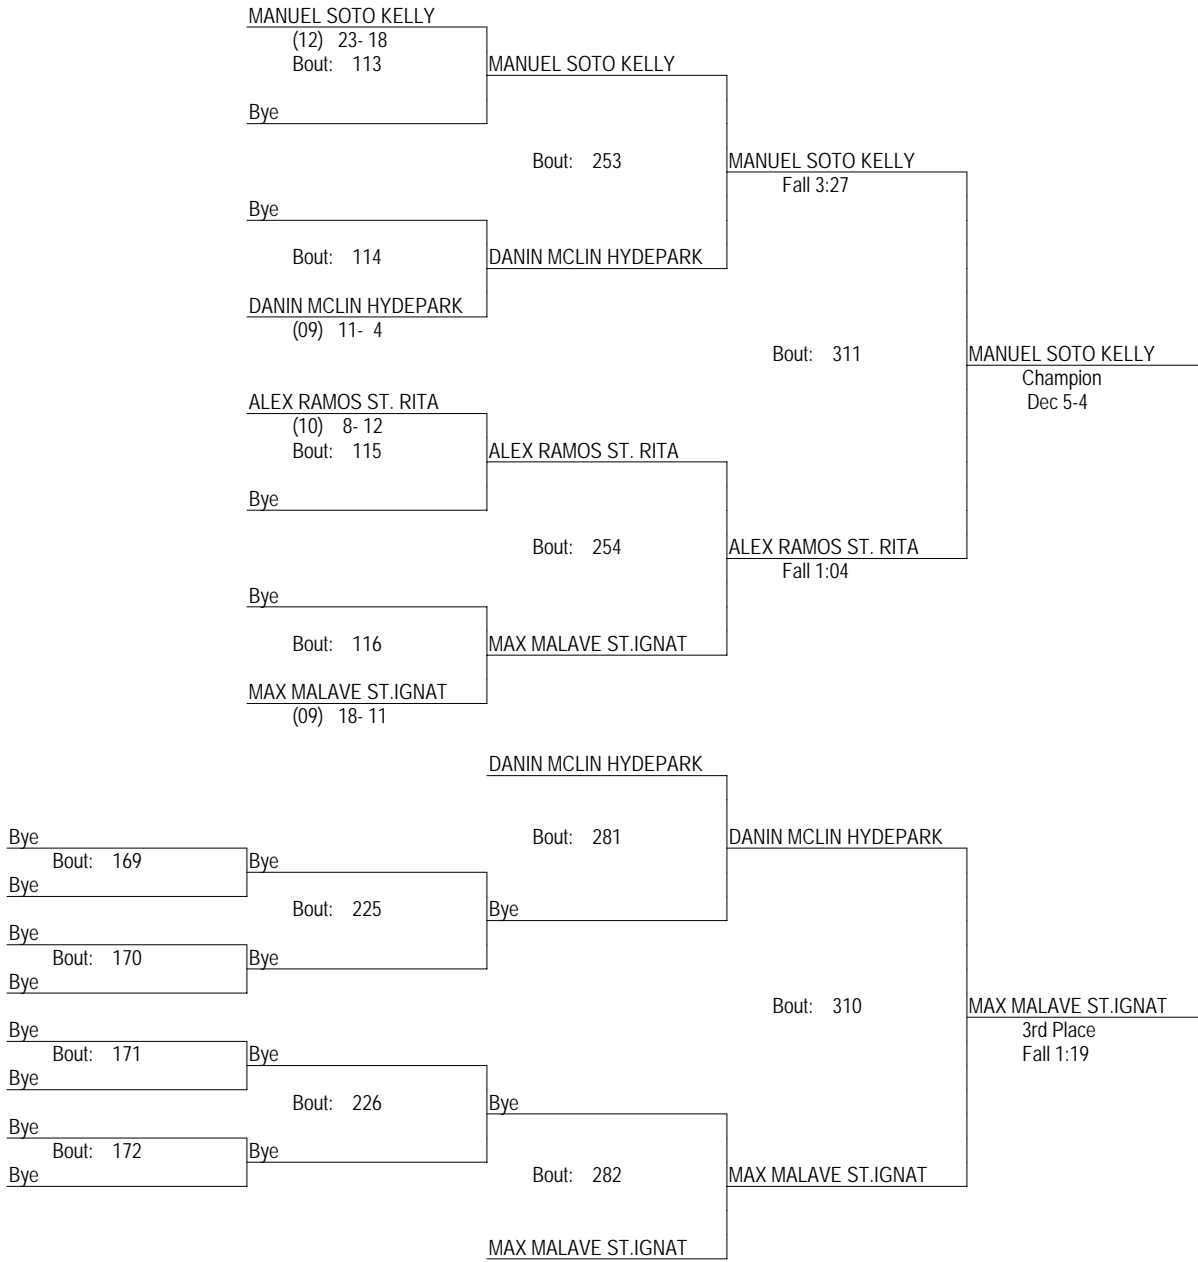 MANUEL SOTO KELLY
(12) 23- 18
Bout: 113
MANUEL SOTO KELLY
Bye
Bout: 253
MANUEL SOTO KELLY
Fall 3:27
Bye
Bout: 114
DANIN MCLIN HYDEPARK
DANIN MCLIN HYDEPARK
(09) 11- 4
Bout: 311
MANUEL SOTO KELLY
Champion
Dec 5-4
ALEX RAMOS ST. RITA
(10) 8- 12
Bout: 115
ALEX RAMOS ST. RITA
Bye
Bout: 254
ALEX RAMOS ST. RITA
Fall 1:04
Bye
Bout: 116
MAX MALAVE ST.IGNAT
MAX MALAVE ST.IGNAT
(09) 18- 11
DANIN MCLIN HYDEPARK
Bout: 281
DANIN MCLIN HYDEPARK
Bye
Bout: 169
Bye
Bye
Bout: 225
Bye
Bye
Bout: 170
Bye
Bye
Bout: 310
MAX MALAVE ST.IGNAT
3rd Place
Fall 1:19
Bye
Bout: 171
Bye
Bye
Bout: 226
Bye
Bye
Bout: 172
Bye
Bye
Bout: 282
MAX MALAVE ST.IGNAT
MAX MALAVE ST.IGNAT